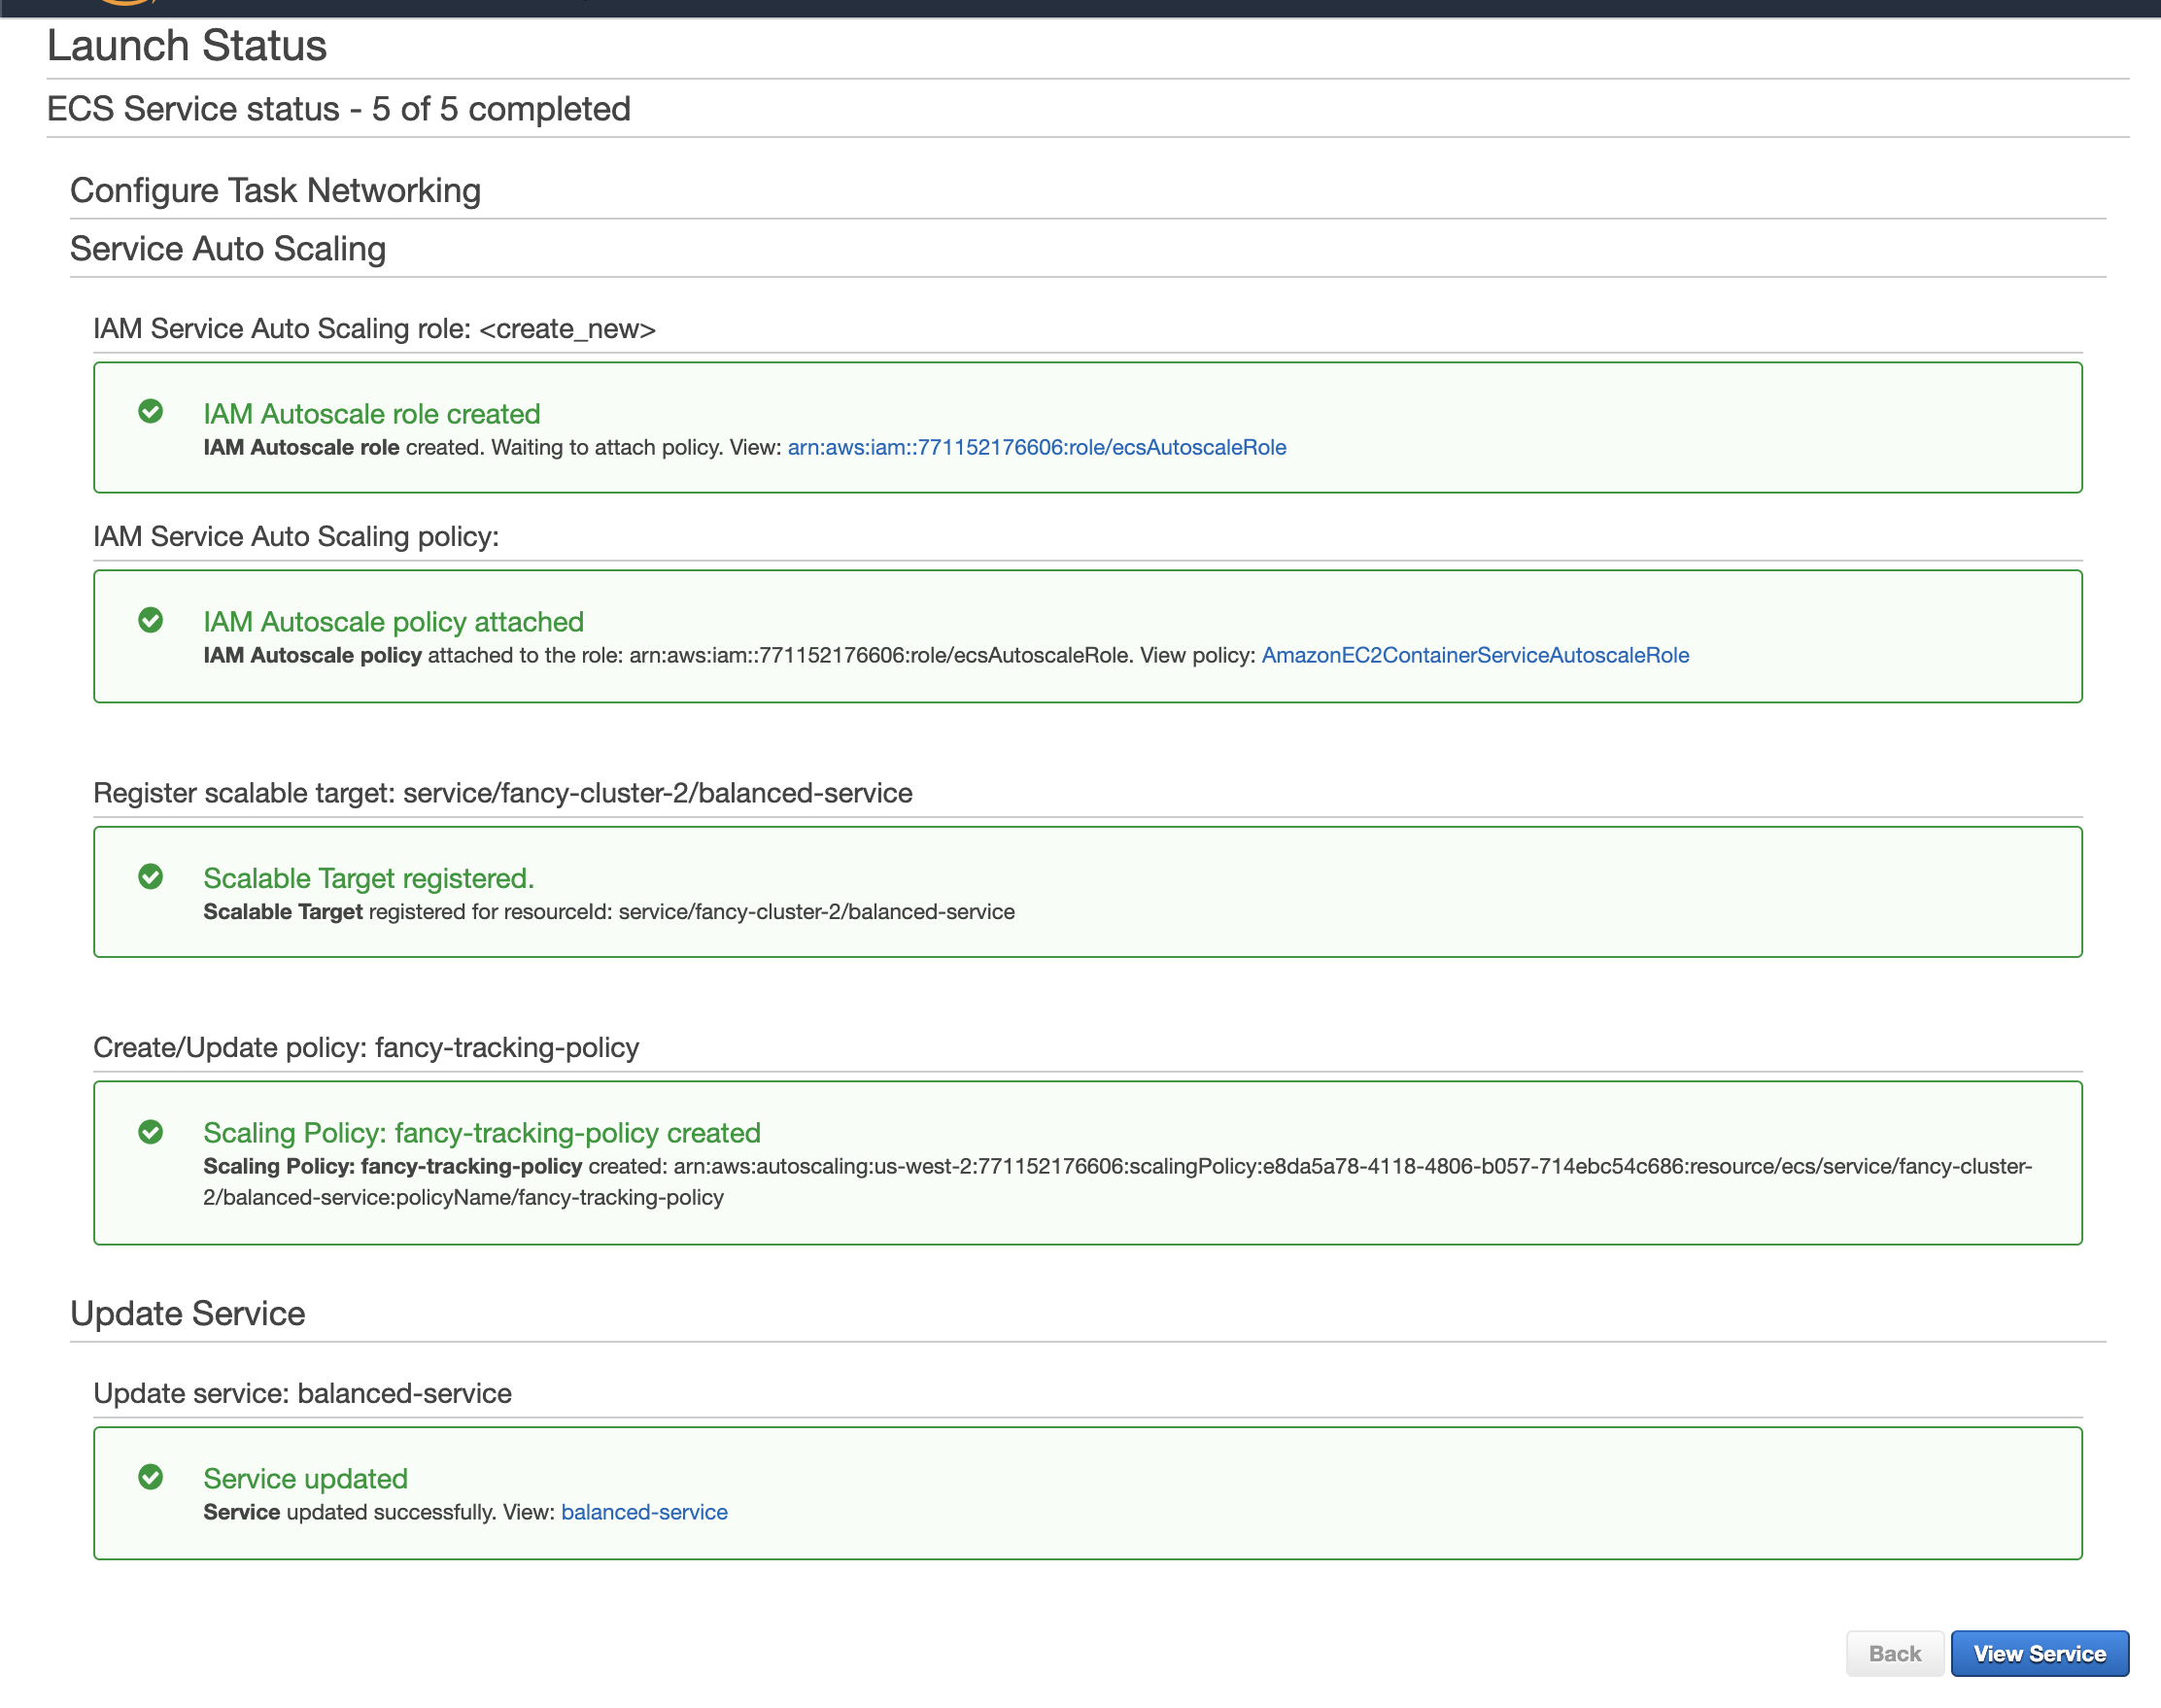 Launch Status
ECS Service status - 5 of 5 completed
Configure Task Networking
Service Auto Scaling
IAM Service Auto Scaling role: <create_new>
IAM Autoscale role created
IAM Autoscale role created. Waiting to attach policy. View: arn:aws:iam::771152176606:role/ecsAutoscaleRole
IAM Service Auto Scaling policy:
IAM Autoscale policy attached
IAM Autoscale policy attached to the role: arn:aws:iam::771152176606:role/ecsAutoscaleRole. View policy: AmazonEC2ContainerServiceAutoscaleRole
Register scalable target: service/fancy-cluster-2/balanced-service
Scalable Target registered.
Scalable Target registered for resourceId: service/fancy-cluster-2/balanced-service
Create/Update policy: fancy-tracking-policy
Scaling Policy: fancy-tracking-policy created
Scaling Policy: fancy-tracking-policy created: arn:aws:autoscaling:us-west-2:771152176606:scalingPolicy:e8da5a78-4118-4806-b057-714ebc54c686:resource/ecs/service/fancy-cluster-
2/balanced-service:policyName/fancy-tracking-policy
Update Service
Update service: balanced-service
Service updated
Service updated successfully. View: balanced-service
Back
View Service